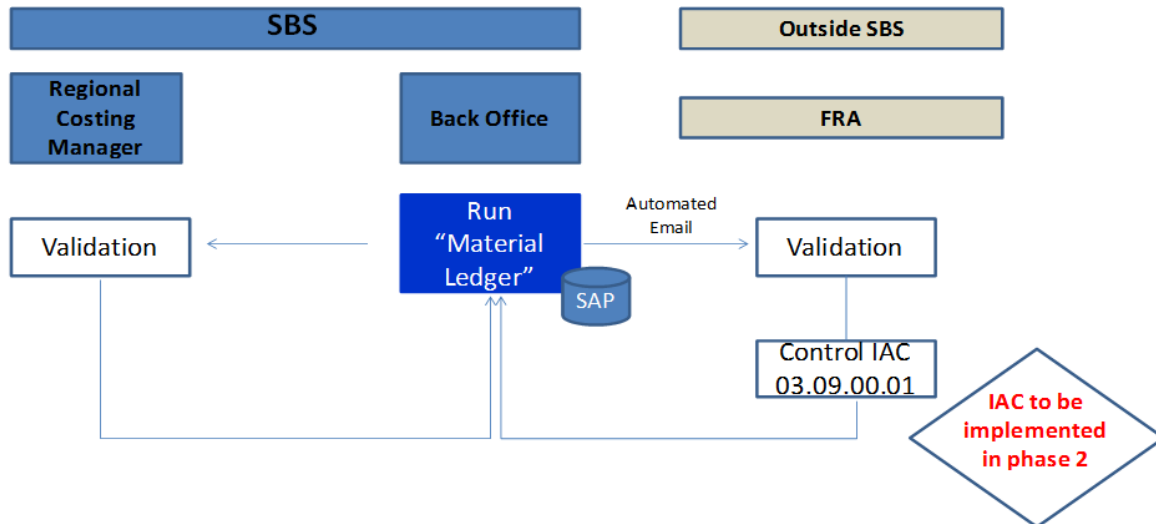 SBS
Outside SBS
Regional
Costing
Manager
Back Office
FRA
Validation
Run
“Material
Ledger”
SAP
Automated
Email
Validation
Control IAC
03.09.00.01
IAC to be
implemented
in phase 2